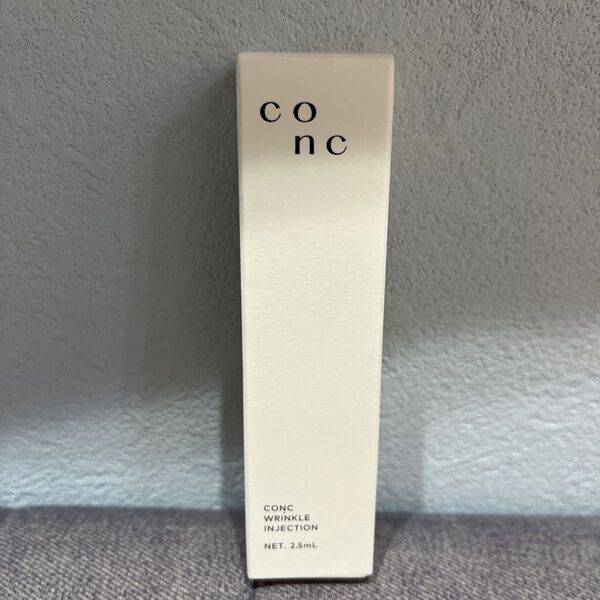 co
nc
CONC
WRINKLE
INJECTION
NET. 2.5mL